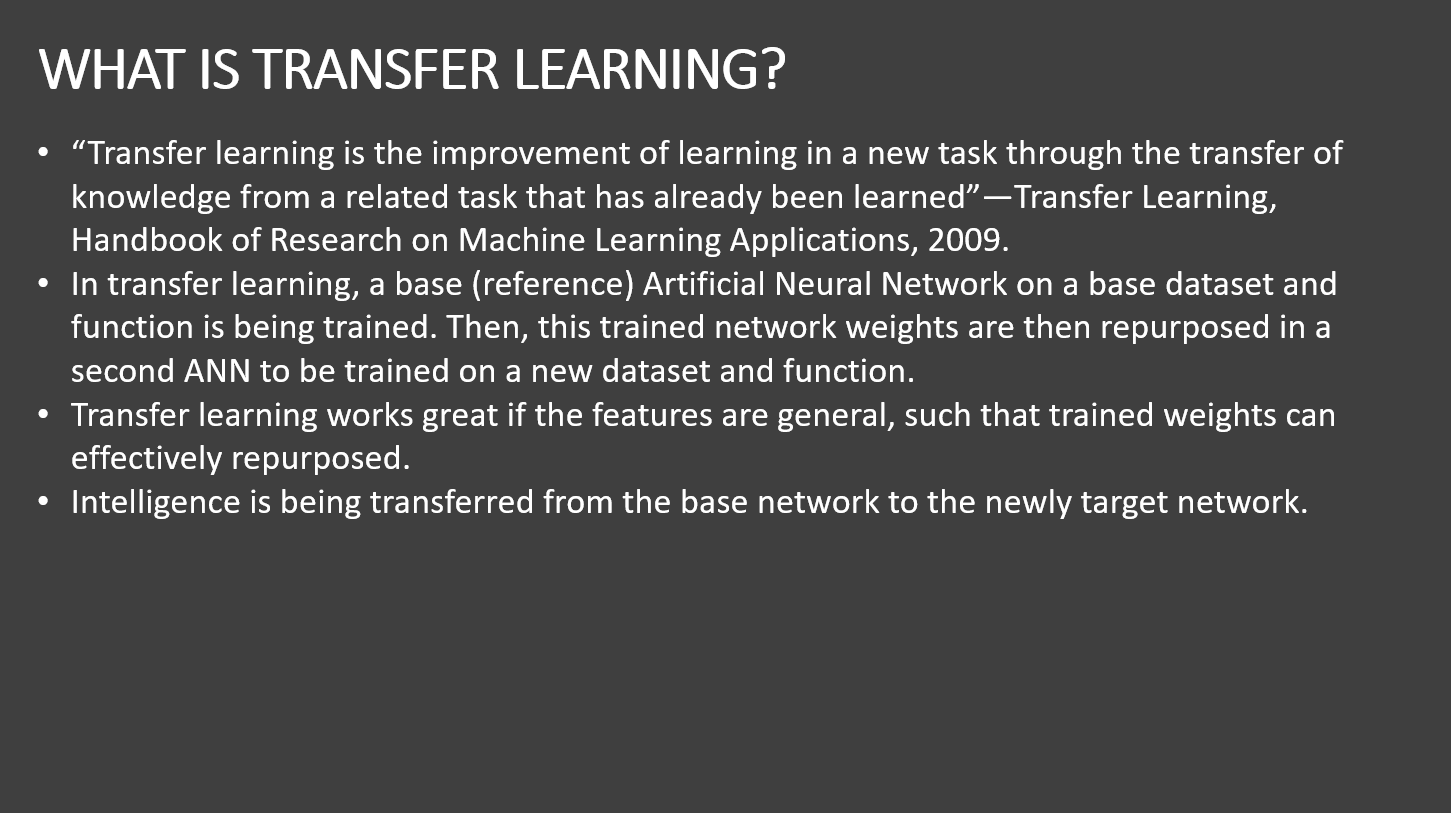 WHAT IS TRANSFER LEARNING?
• “Transfer learning is the improvement of learning in a new task through the transfer of
knowledge from a related task that has already been learned”—Transfer Learning,
Handbook of Research on Machine Learning Applications, 2009.
• In transfer learning, a base (reference) Artificial Neural Network on a base dataset and
function is being trained. Then, this trained network weights are then repurposed in a
second ANN to be trained on a new dataset and function.
• Transfer learning works great if the features are general, such that trained weights can
effectively repurposed.
• Intelligence is being transferred from the base network to the newly target network.